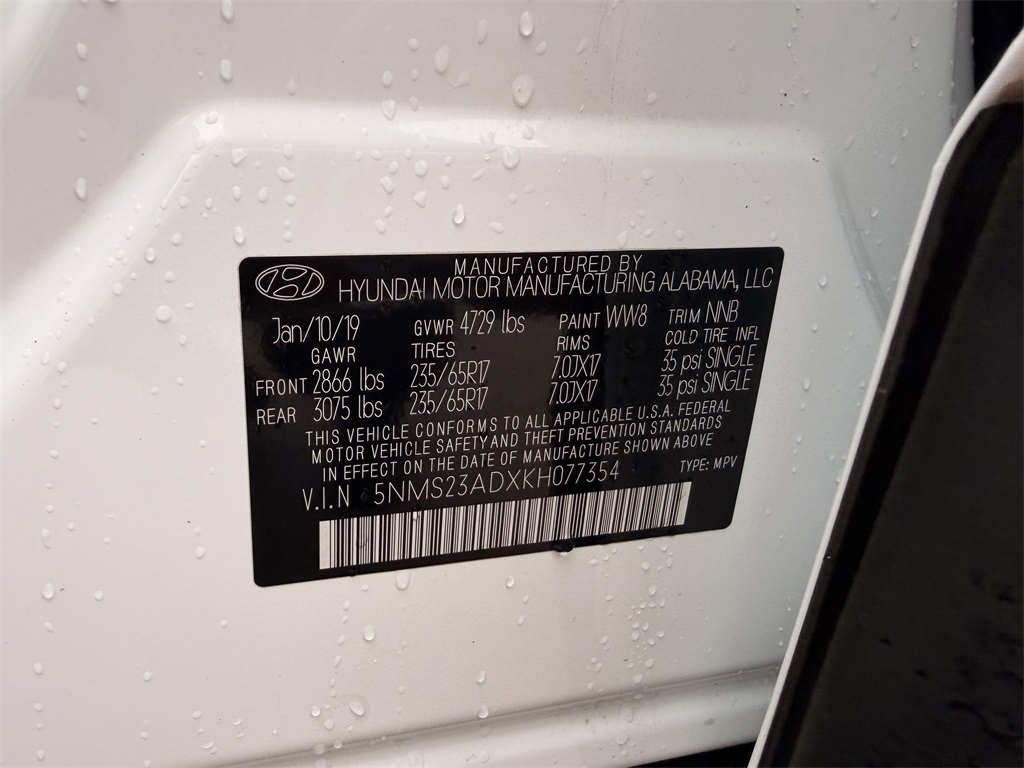 MANUFACTURED BY
HYUNDAI MOTOR MANUFACTURING ALABAMA, LLC
Jan/10/19 GVWR 4729 lbs PAINT WW8 TRIM NNB
GAWR TIRES RIMS COLD TIRE INFL
FRONT 2866 lbs 235/65R17 7.0JX17 35 psi SINGLE
REAR 3075 lbs 235/65R17 7.0JX17 35 psi SINGLE
THIS VEHICLE CONFORMS TO ALL APPLICABLE U.S.A. FEDERAL
MOTOR VEHICLE SAFETY AND THEFT PREVENTION STANDARDS
IN EFFECT ON THE DATE OF MANUFACTURE SHOWN ABOVE
V.I.N 5NMS23ADXKH077354 TYPE: MPV